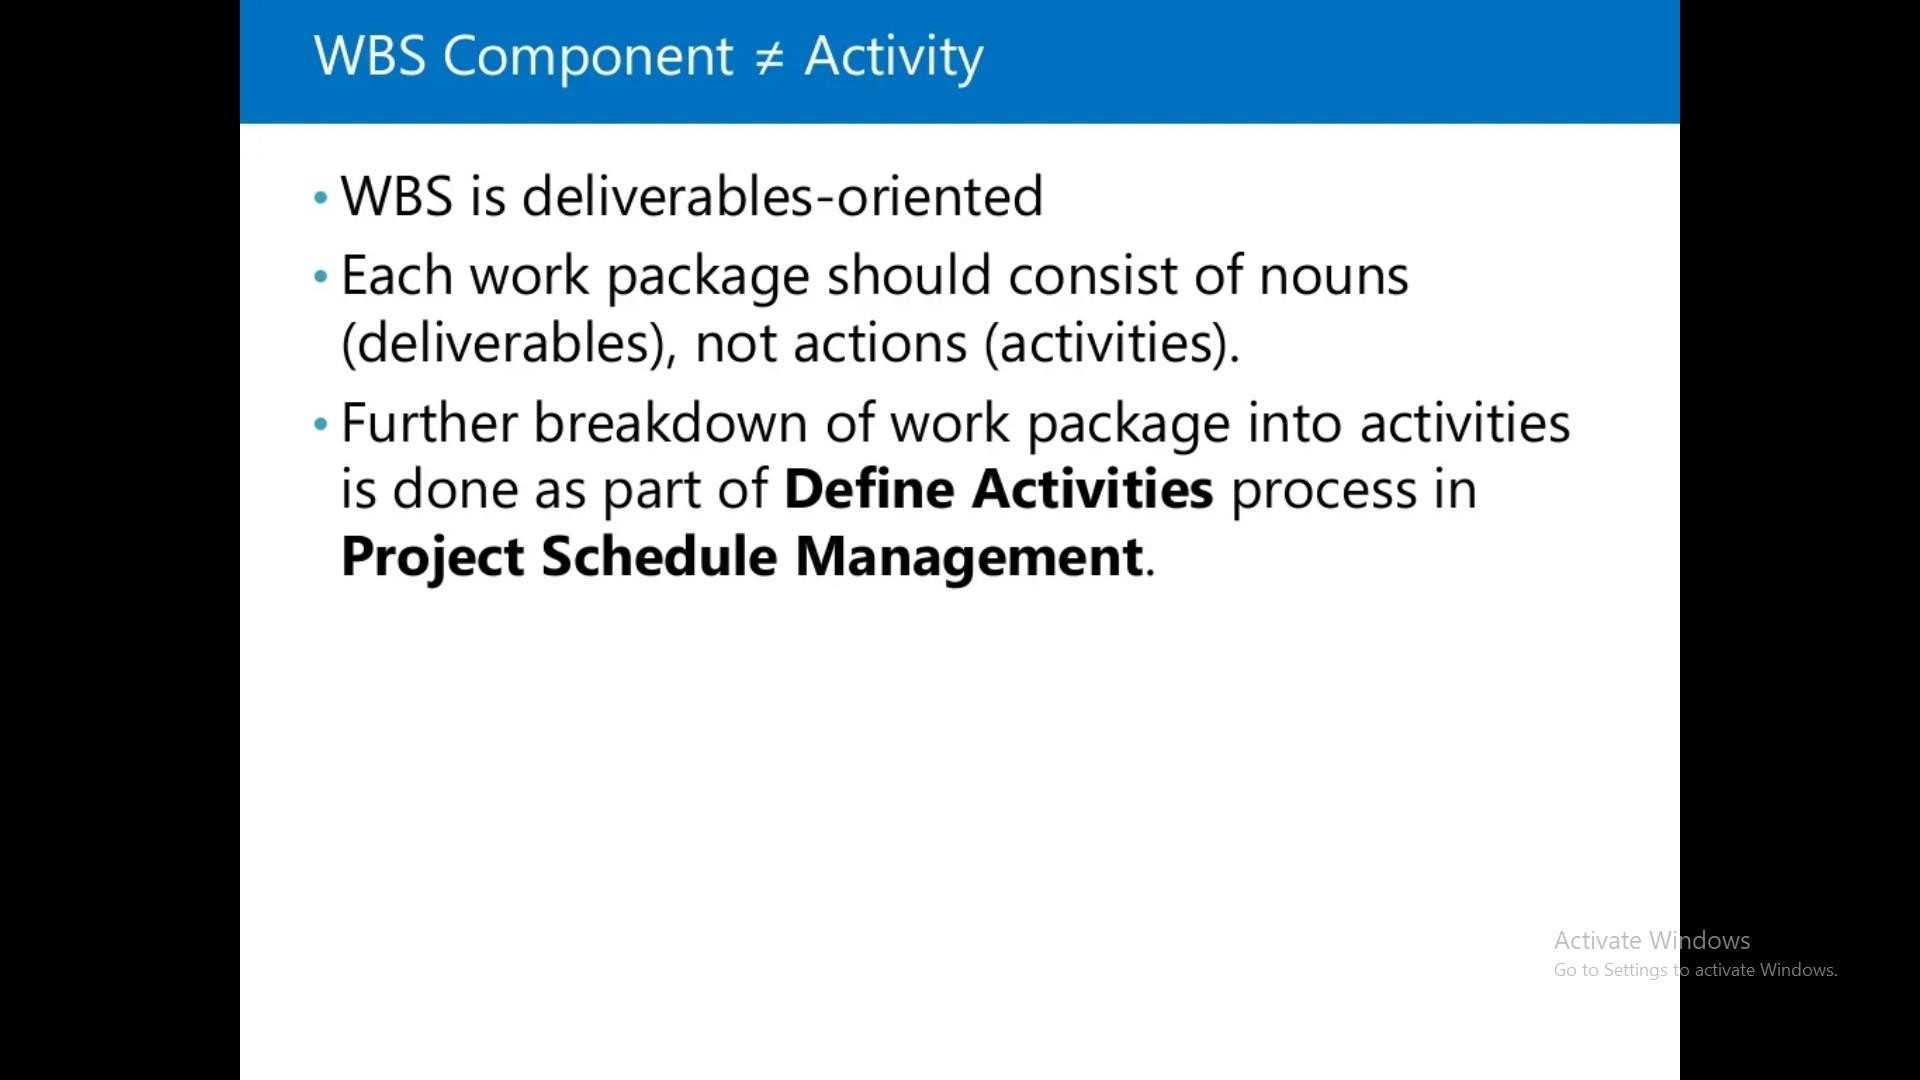 WBS Component ≠ Activity
• WBS is deliverables-oriented
• Each work package should consist of nouns
(deliverables), not actions (activities).
• Further breakdown of work package into activities
is done as part of Define Activities process in
Project Schedule Management.
Activate Windows
Go to Settings to activate Windows.